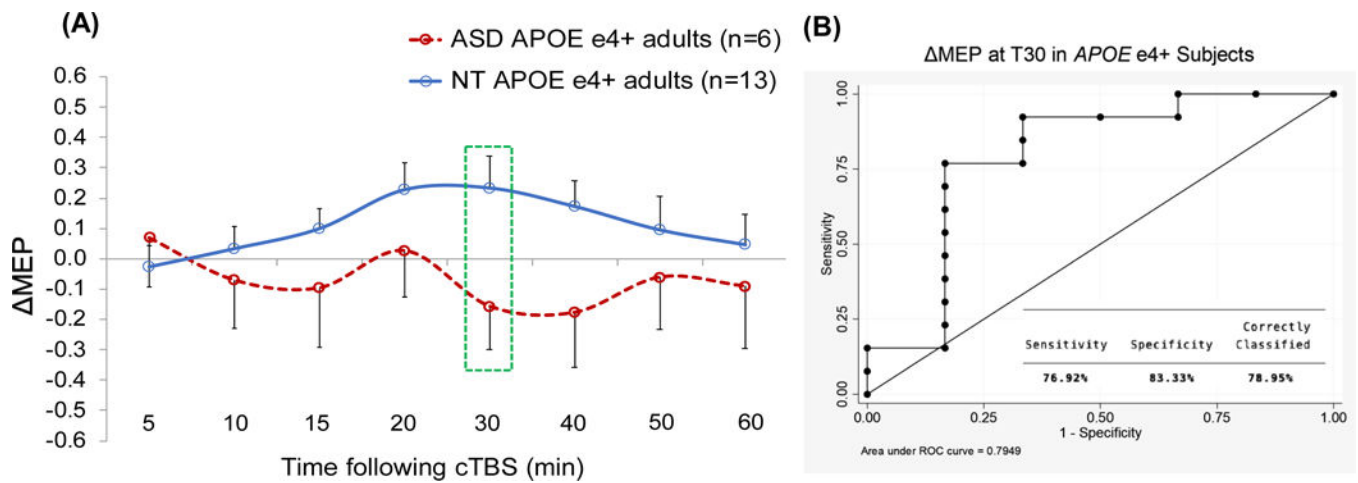 (A)
ASD APOE e4+ adults (n=6)
NT APOE e4+ adults (n=13)
0.6
0.5
0.4
0.3
0.2
0.1
0.0
-0.1
-0.2
-0.3
-0.4
-0.5
-0.6
ΔMEP
5 10 15 20 30 40 50 60
Time following cTBS (min)
(B)
ΔMEP at T30 in APOE e4+ Subjects
1.00
0.75
0.50
0.25
0.00
Sensitivity
Correctly
Sensitivity Specificity Classified
76.92% 83.33% 78.95%
0.00 0.25 0.50 0.75 1.00
1 - Specificity
Area under ROC curve = 0.7949